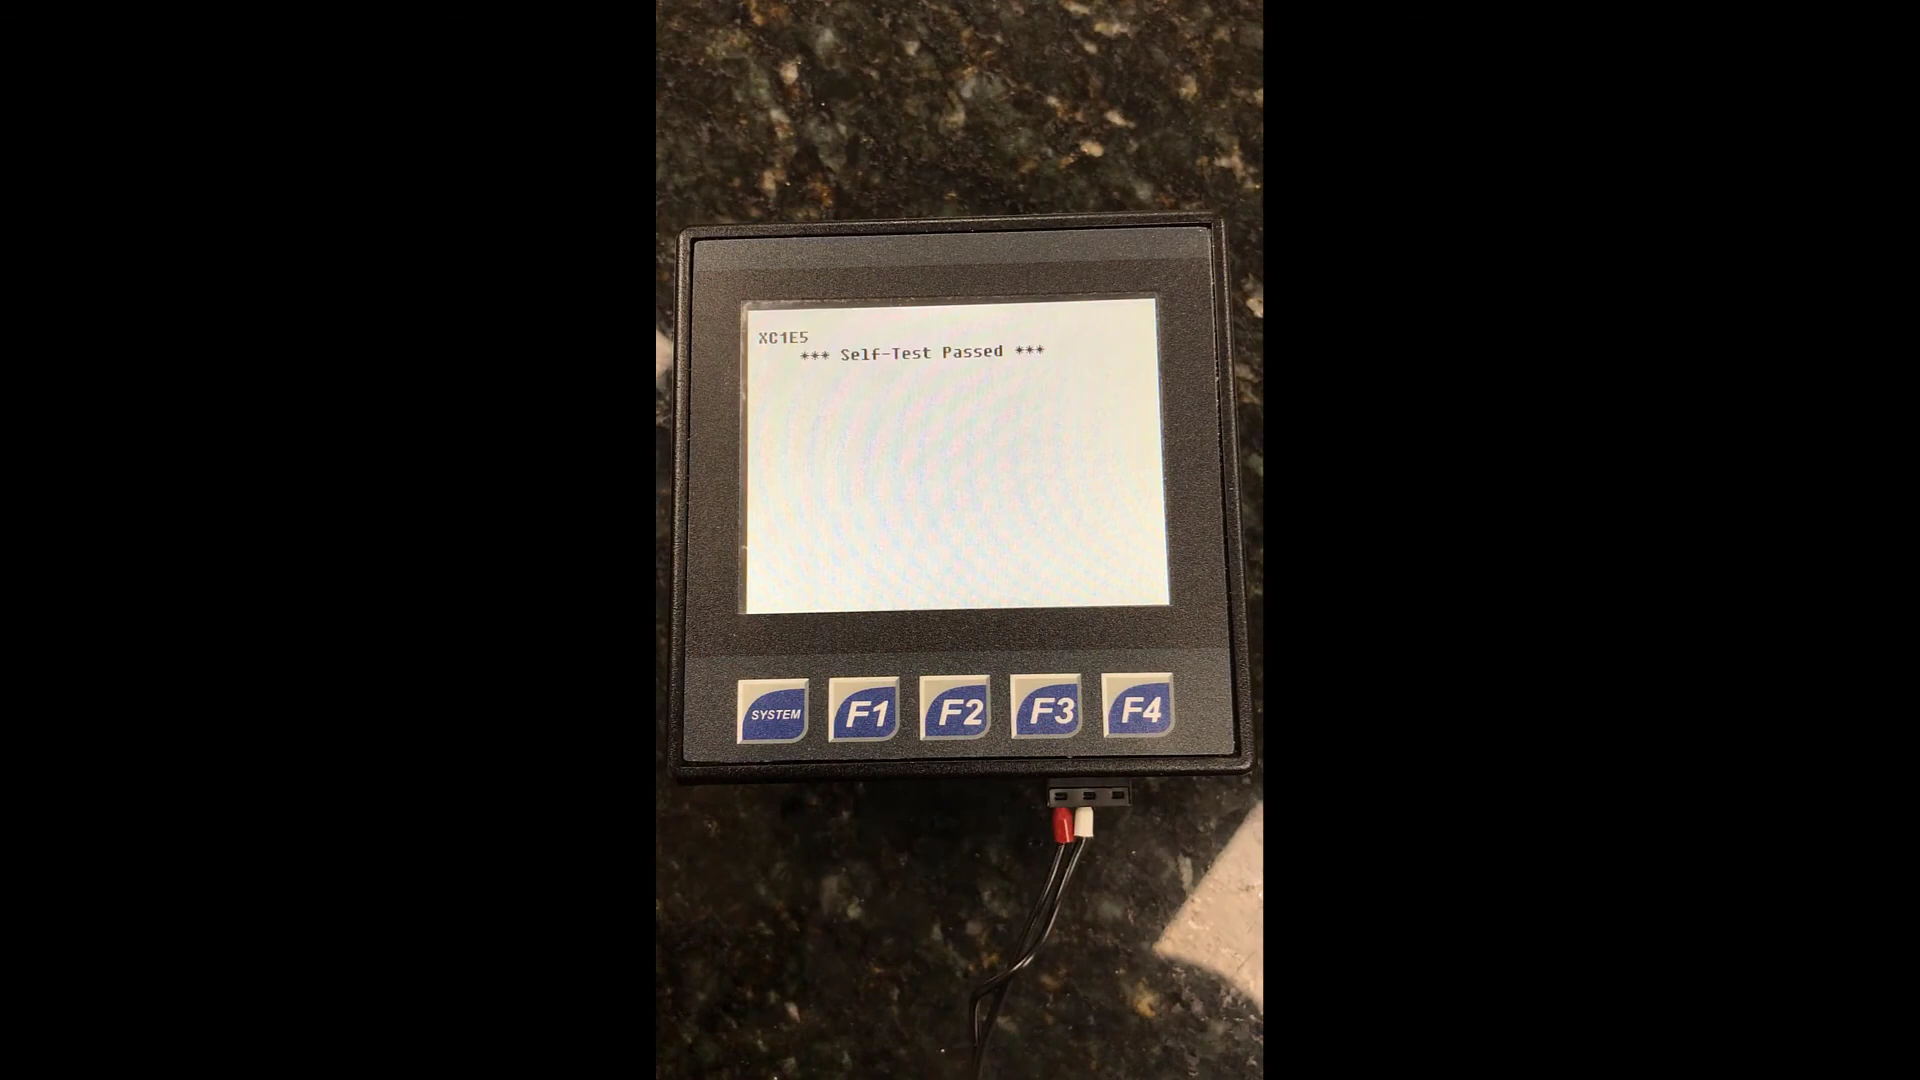 XC1E5
*** Self-Test Passed ***
SYSTEM F1 F2 F3 F4